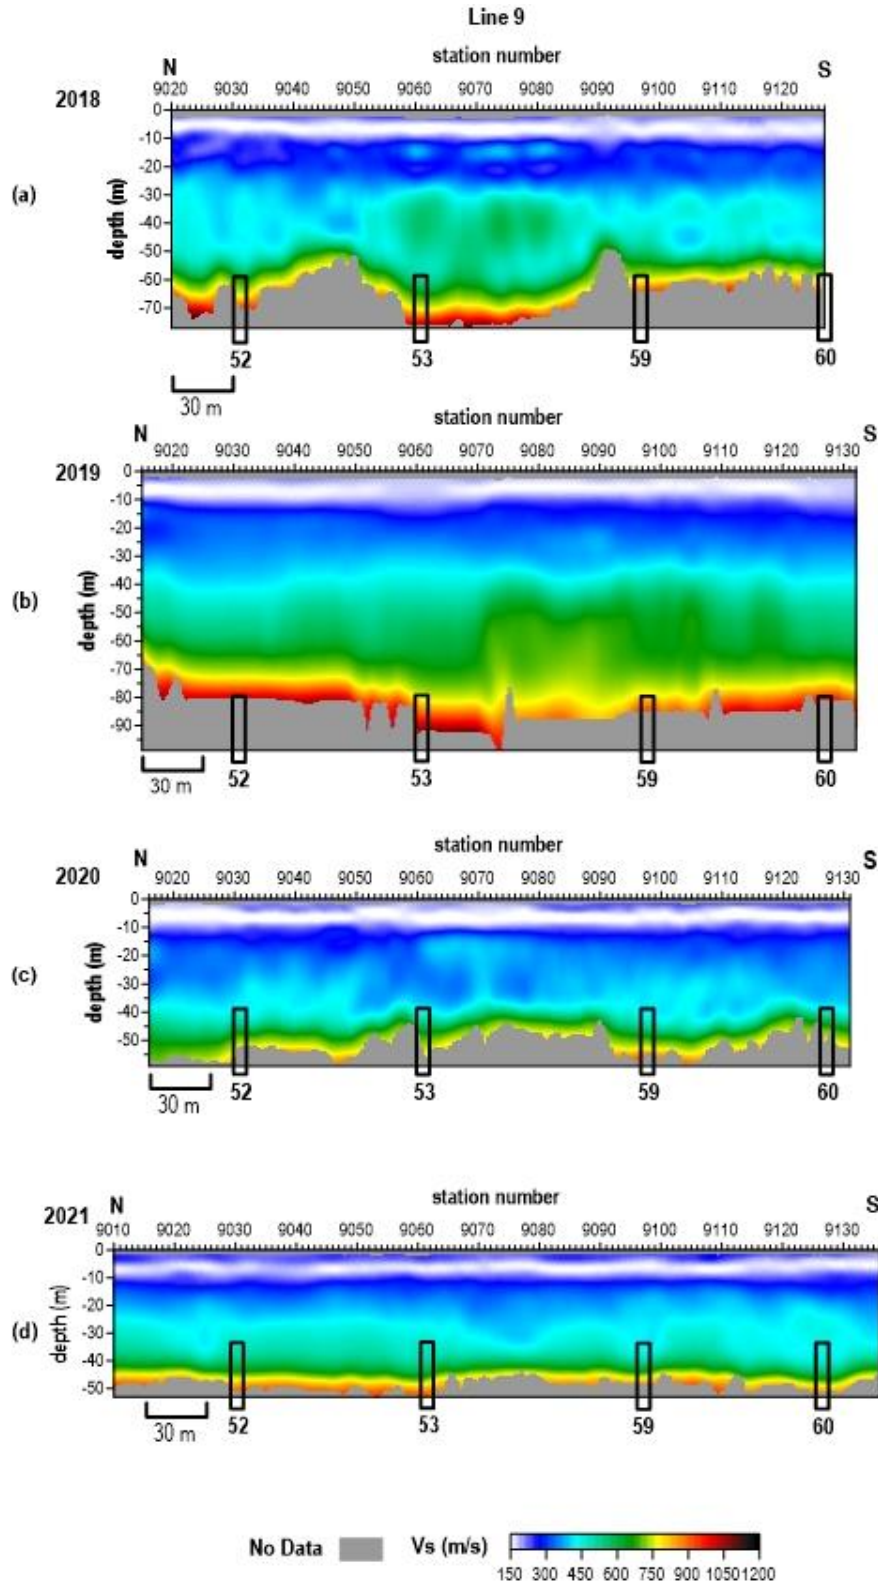 Line 9
station number
N S
2018 9020 9030 9040 9050 9060 9070 9080 9090 9100 9110 9120
0
-10
-20
-30
-40
-50
-60
-70
depth (m)
(a)
52 53 59 60
30 m
station number
N S
2019 9020 9030 9040 9050 9060 9070 9080 9090 9100 9110 9120 9130
0
-10
-20
-30
-40
-50
-60
-70
-80
-90
depth (m)
(b)
52 53 59 60
30 m
station number
N S
2020 9020 9030 9040 9050 9060 9070 9080 9090 9100 9110 9120 9130
0
-10
-20
-30
-40
-50
depth (m)
(c)
52 53 59 60
30 m
station number
2021 N S
9010 9020 9030 9040 9050 9060 9070 9080 9090 9100 9110 9120 9130
0
-10
-20
-30
-40
-50
depth (m)
(d)
52 53 59 60
30 m
No Data Vs (m/s)
150 300 450 600 750 900 1050 1200